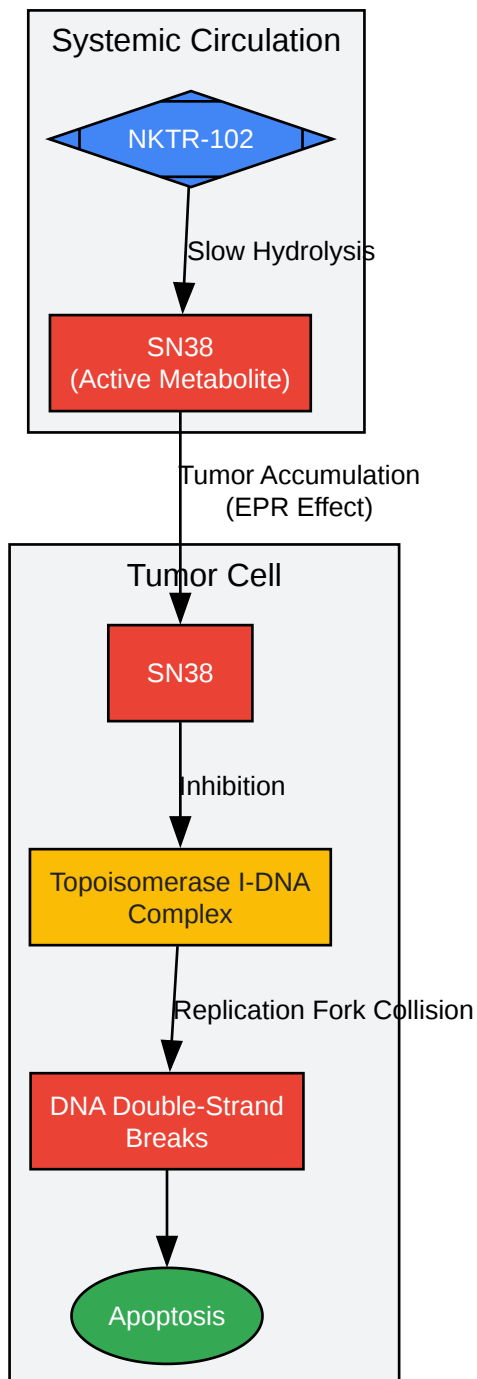 Systemic Circulation
NKTR-102
Slow Hydrolysis
SN38
(Active Metabolite)
Tumor Accumulation
(EPR Effect)
Tumor Cell
SN38
Inhibition
Topoisomerase I-DNA
Complex
Replication Fork Collision
DNA Double-Strand
Breaks
Apoptosis